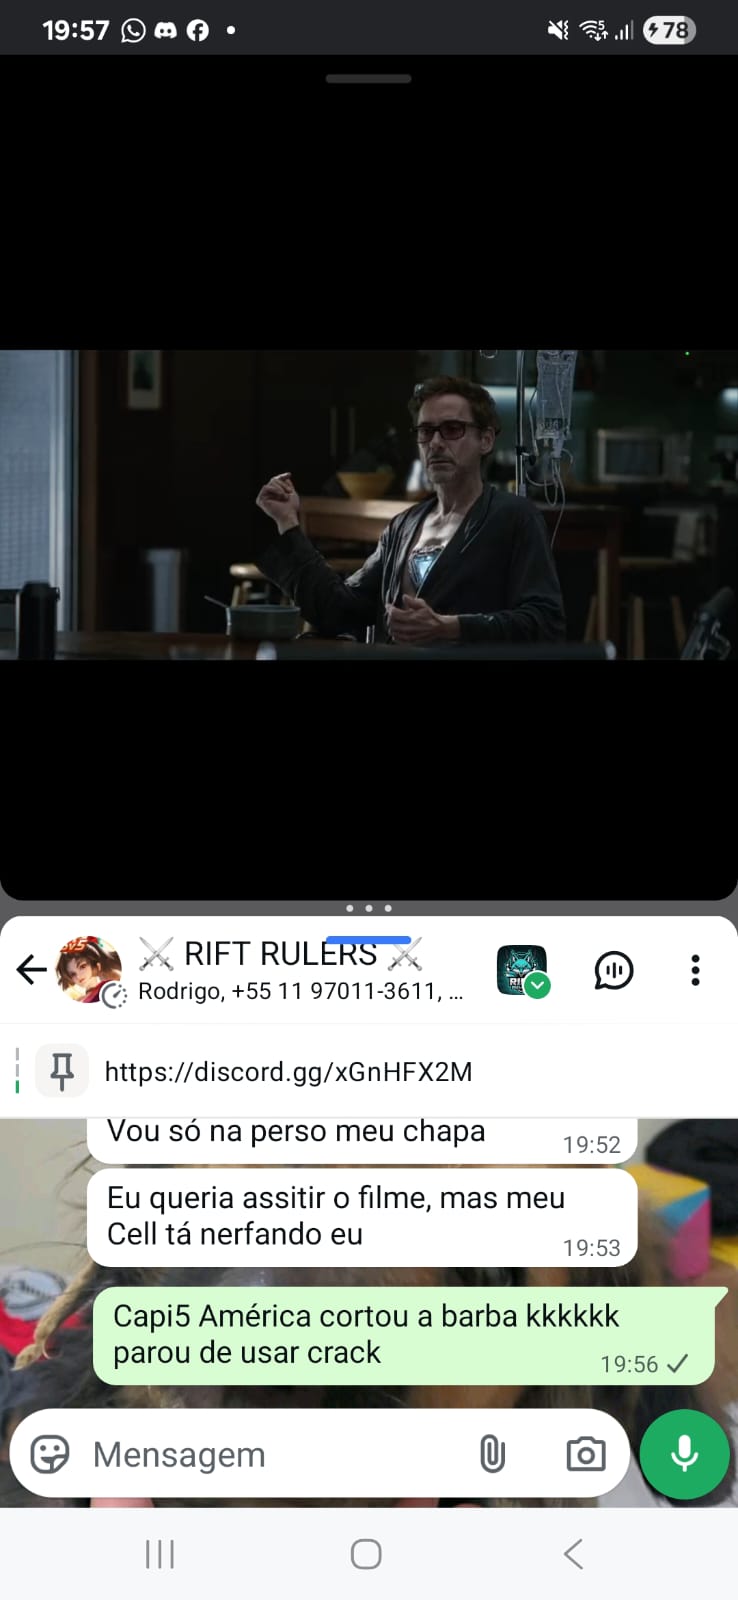 19:57
78
⚔ RIFT RULERS ⚔
Rodrigo, +55 11 97011-3611, ...
https://discord.gg/xGnHFX2M
Vou só na perso meu chapa
19:52
Eu queria assitir o filme, mas meu
Cell tá nerfando eu
19:53
Capi5 América cortou a barba kkkkkk
parou de usar crack
19:56
Mensagem